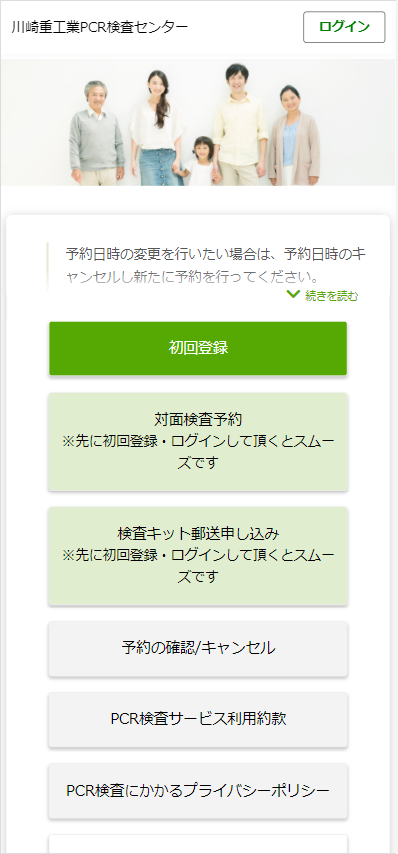 川崎重工業PCR検査センター
ログイン
予約日時の変更を行いたい場合は、予約日時のキ
ャンセルし新たに予約を行ってください。
続きを読む
初回登録
対面検査予約
※先に初回登録・ログインして頂くとスムー
ズです
検査キット郵送申し込み
※先に初回登録・ログインして頂くとスムー
ズです
予約の確認/キャンセル
PCR検査サービス利用約款
PCR検査にかかるプライバシーポリシー